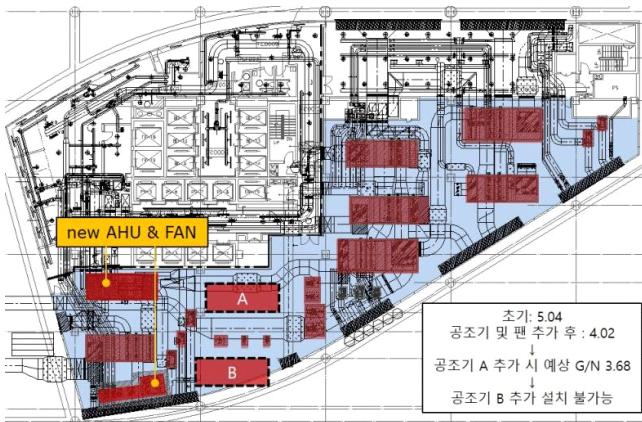 new AHU & FAN
A
B
초기: 5.04
공조기 및 팬 추가 후 : 4.02
↓
공조기 A 추가 시 예상 G/N 3.68
↓
공조기 B 추가 설치 불가능